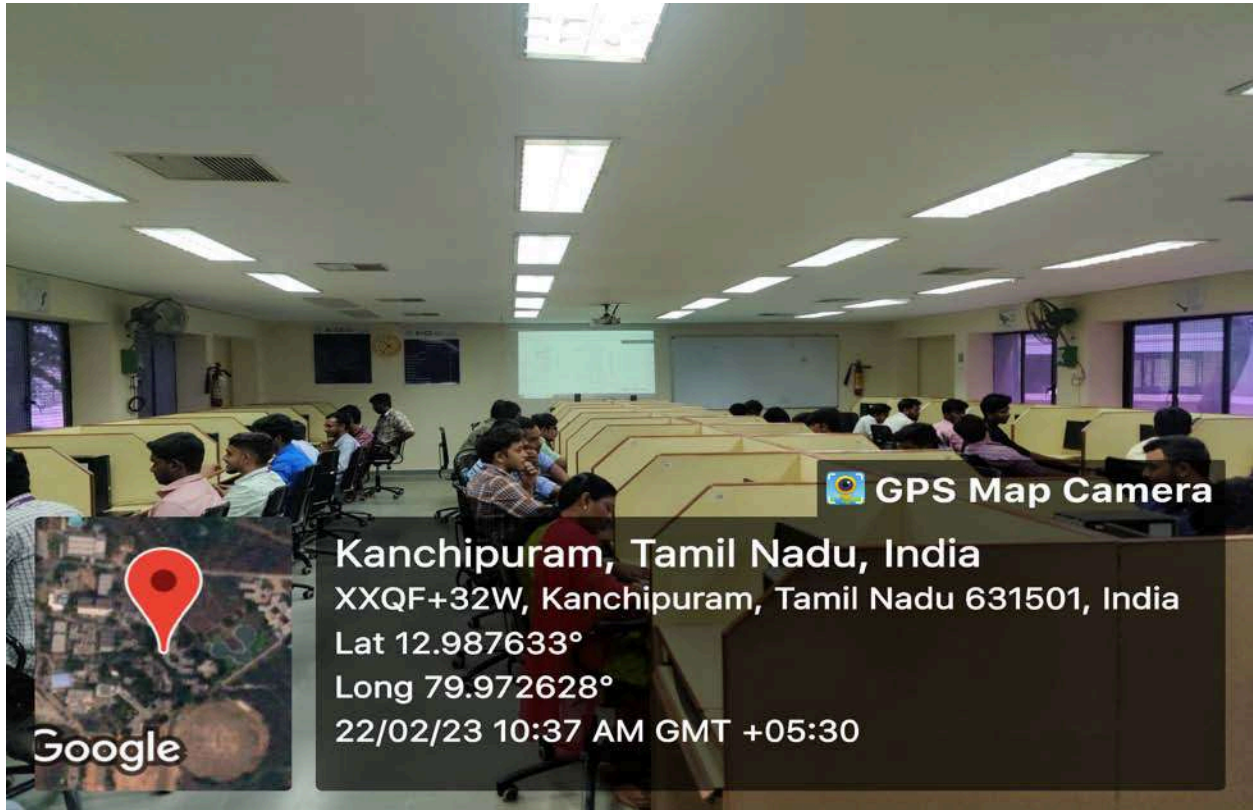 GPS Map Camera
Kanchipuram, Tamil Nadu, India
XXQF+32W, Kanchipuram, Tamil Nadu 631501, India
Lat 12.987633°
Long 79.972628°
22/02/23 10:37 AM GMT +05:30
Google